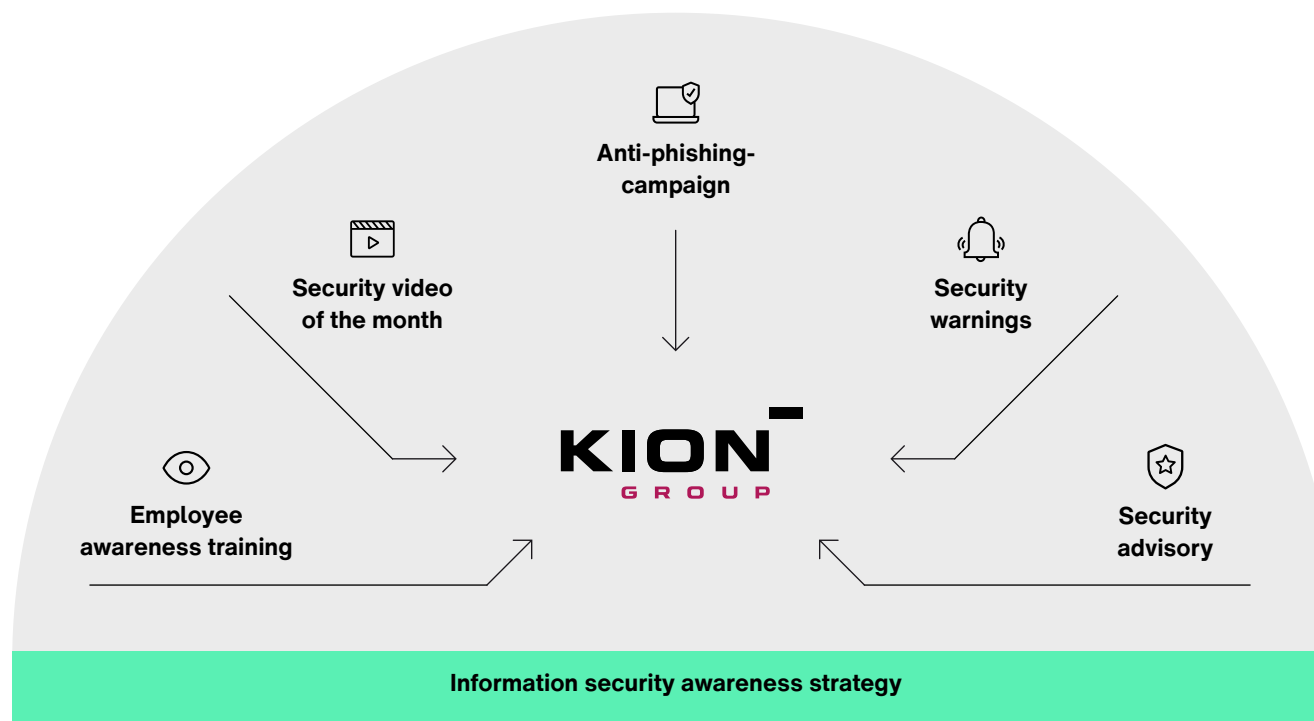 Anti-phishing-
campaign
Security video
of the month
Security
warnings
KION
GROUP
Employee
awareness training
Security
advisory
Information security awareness strategy